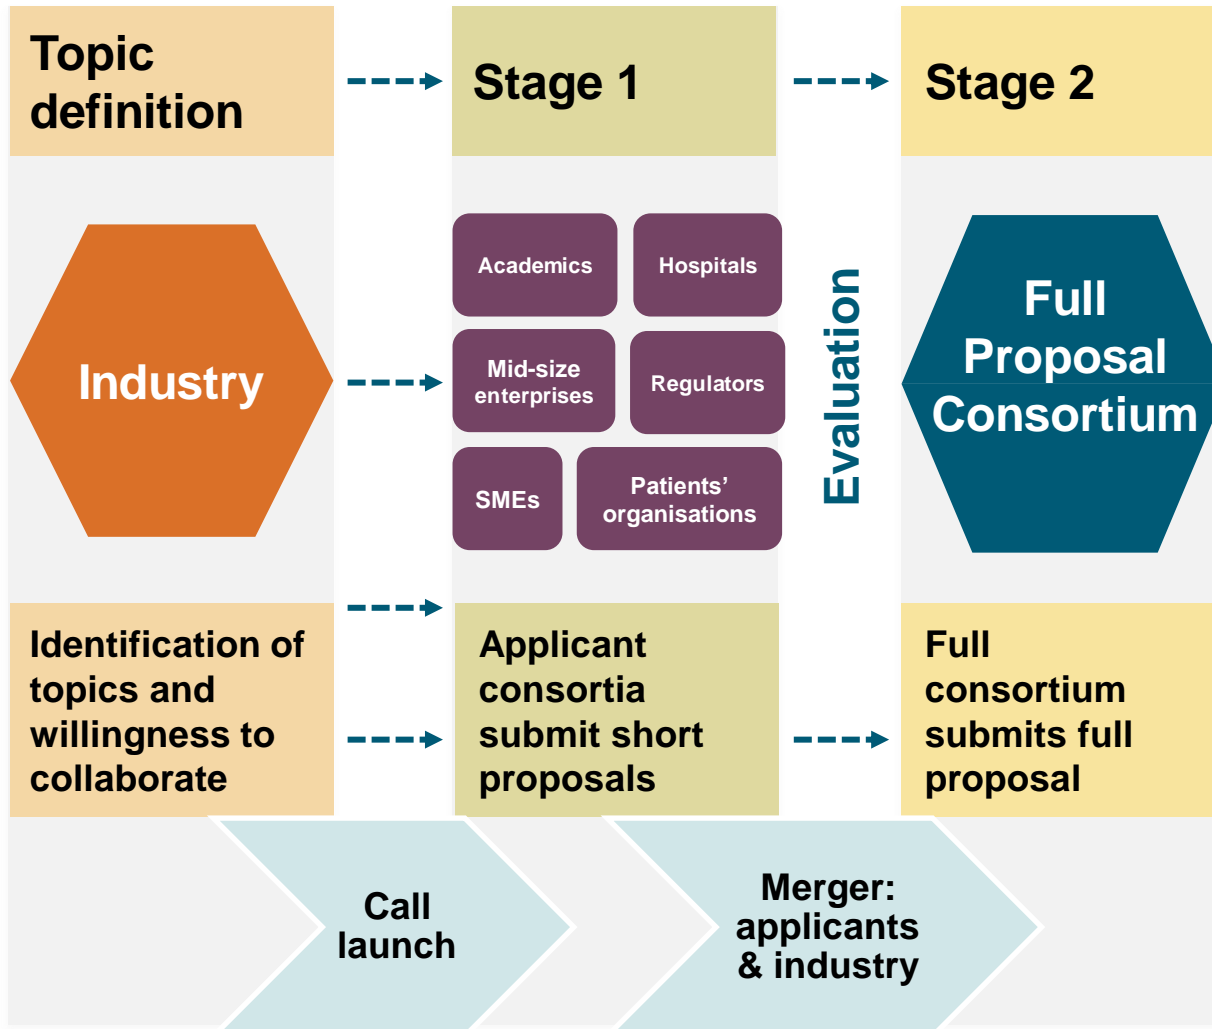 Topic
definition
Stage 1
Stage 2
Industry
Academics
Hospitals
Mid-size
enterprises
Regulators
SMEs
Patients’
organisations
Evaluation
Full
Proposal
Consortium
Identification of
topics and
willingness to
collaborate
Applicant
consortia
submit short
proposals
Full
consortium
submits full
proposal
Call
launch
Merger:
applicants
& industry